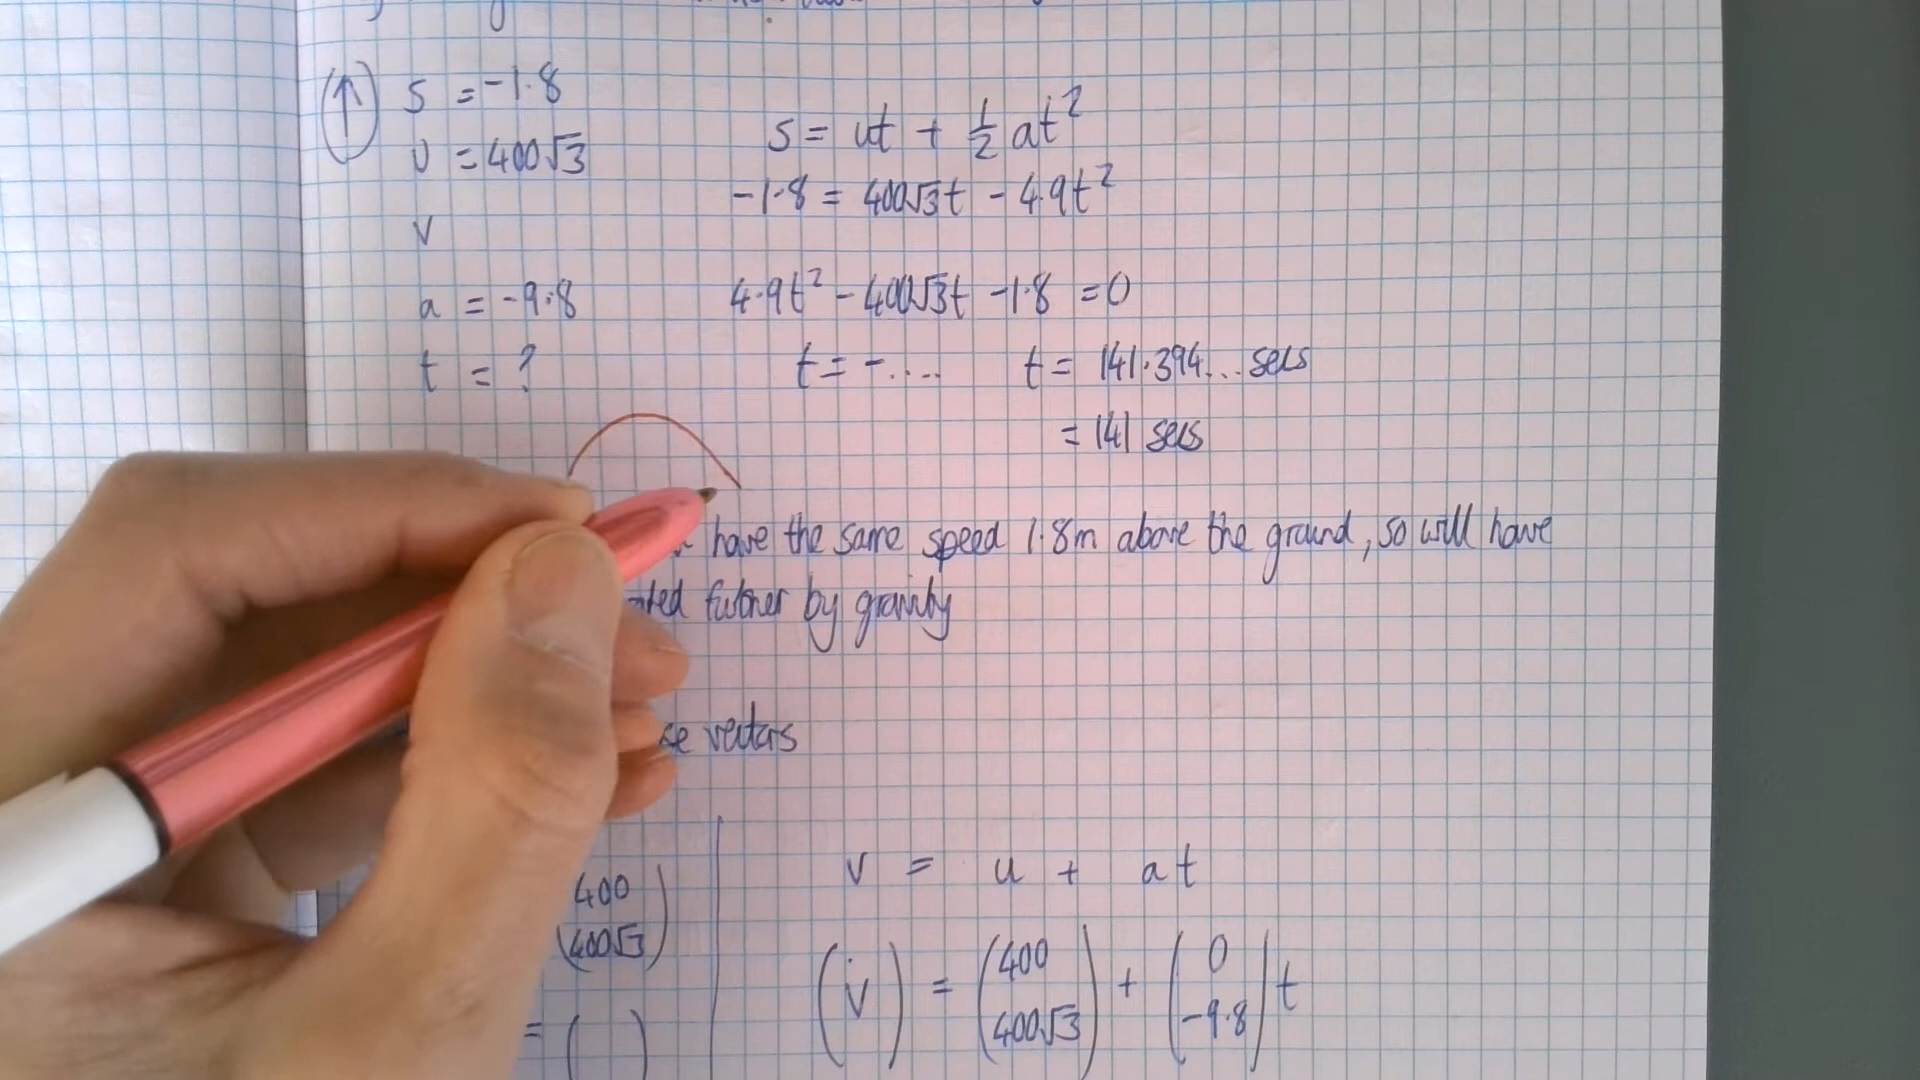 (↑) s = -1.8
u = 400√3
v
a = -9.8
t = ?
s = ut + 1/2 at²
-1.8 = 400√3t - 4.9t²
4.9t² - 400√3t - 1.8 = 0
t = -.... t = 141.394... secs
= 141 secs
have the same speed 1.8m above the ground, so will have
further by gravity
vectors
(400
400√3)
= ( )
v = u + at
(v) = (400
400√3) + (0
-9.8) t